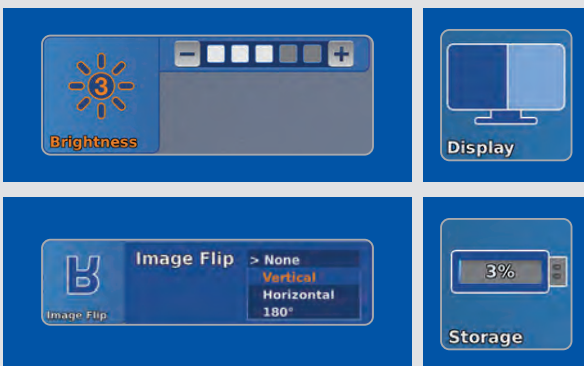 3
− +
Brightness
Display
Image Flip > None
Vertical
Horizontal
180°
R
Image Flip
3%
Storage